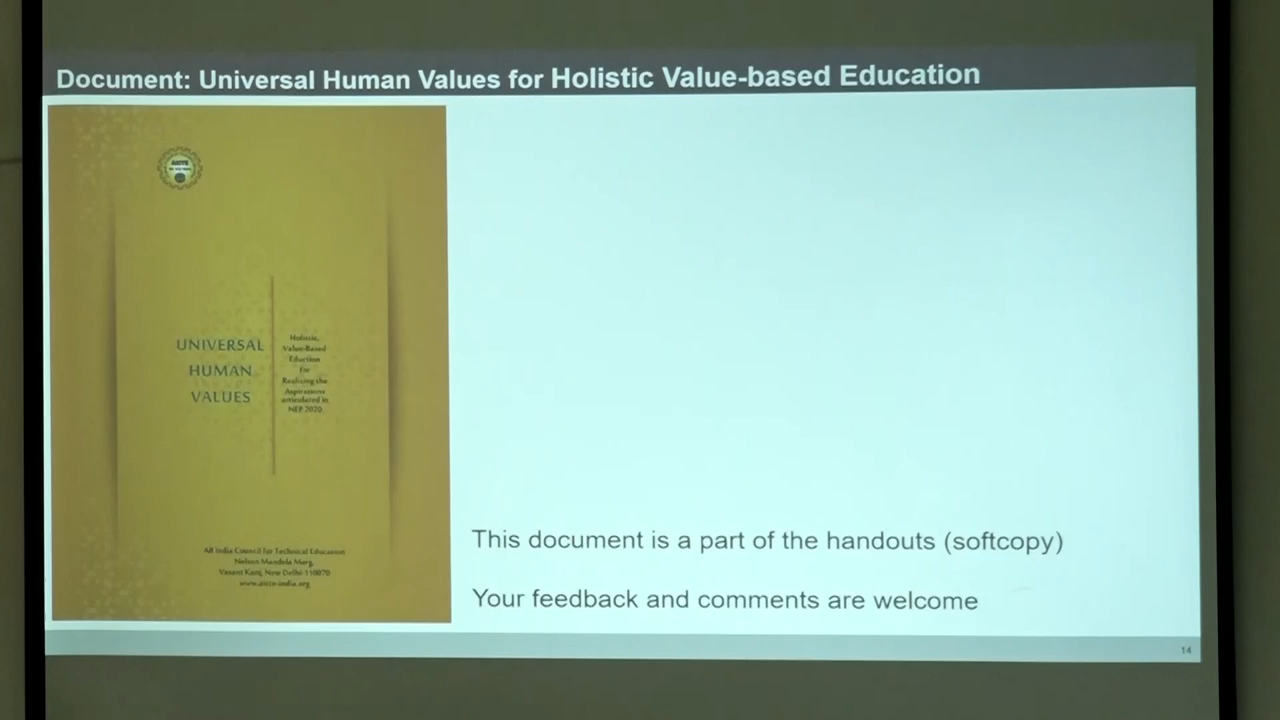 Document: Universal Human Values for Holistic Value-based Education
AICTE
UNIVERSAL
HUMAN
VALUES
Holistic,
Value-Based
Eduction
for
Realising the
Aspirations
articulated in
NEP 2020
All India Council for Technical Education
Nelson Mandela Marg,
Vasant Kunj, New Delhi-110070
www.aicte-india.org
This document is a part of the handouts (softcopy)
Your feedback and comments are welcome
14